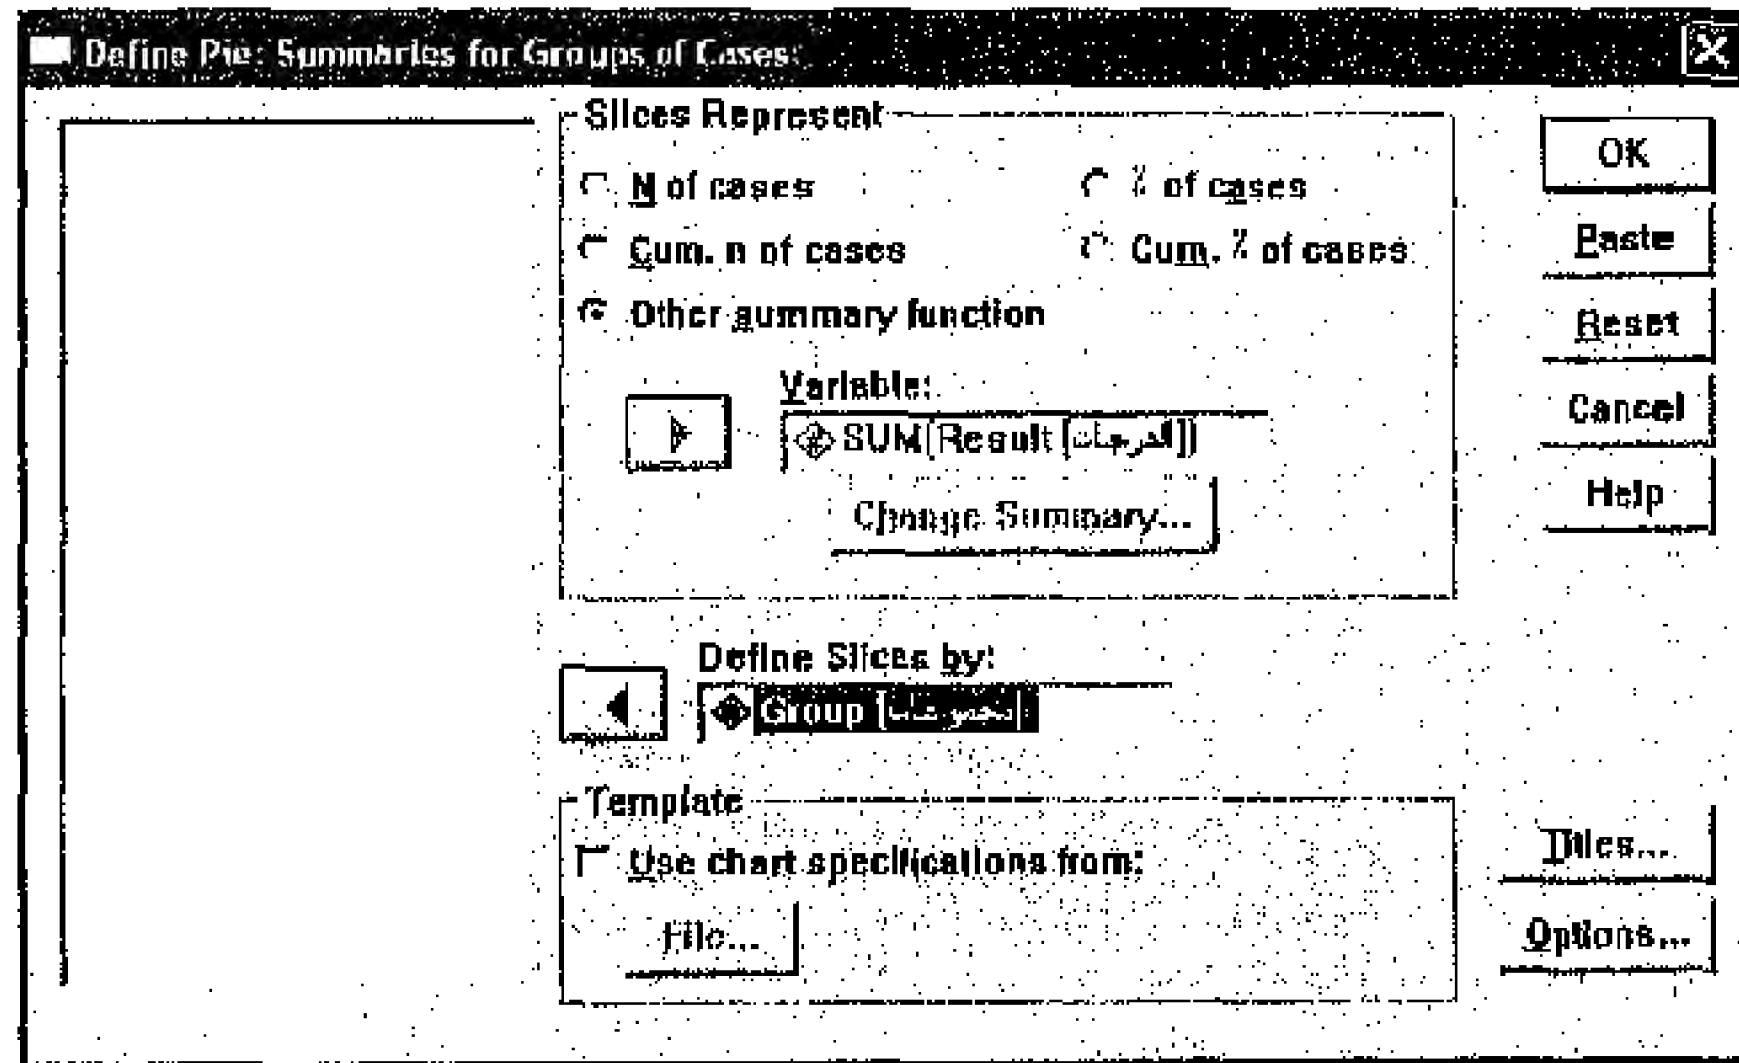 Define Pie: Summaries for Groups of Cases:
Slices Represent
N of cases
% of cases
Cum. n of cases
Cum. % of cases
Other summary function
Variable:
SUM(Result [الدرجات])
Change Summary...
Define Slices by:
Group
Template
Use chart specifications from:
File...
OK
Paste
Reset
Cancel
Help
Titles...
Options...